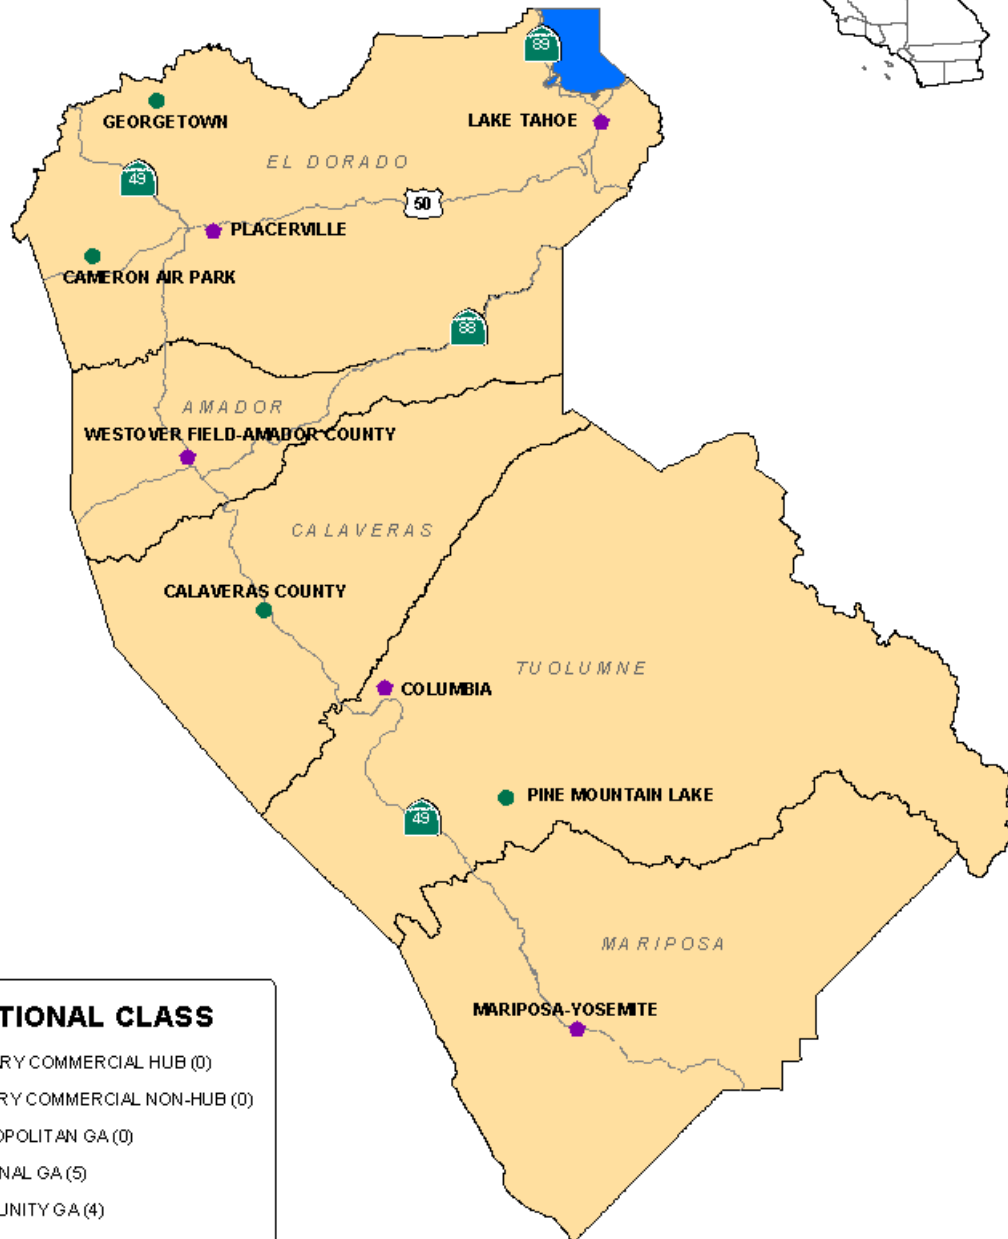 89
GEORGETOWN
LAKE TAHOE
EL DORADO
49
50
PLACERVILLE
CAMERON AIR PARK
88
AMADOR
WESTOVER FIELD-AMADOR COUNTY
CALAVERAS
CALAVERAS COUNTY
TUOLUMNE
COLUMBIA
PINE MOUNTAIN LAKE
49
MARIPOSA
MARIPOSA-YOSEMITE
TIONAL CLASS
RY COMMERCIAL HUB (0)
RY COMMERCIAL NON-HUB (0)
OPOLITAN GA (0)
NAL GA (5)
UNITY GA (4)